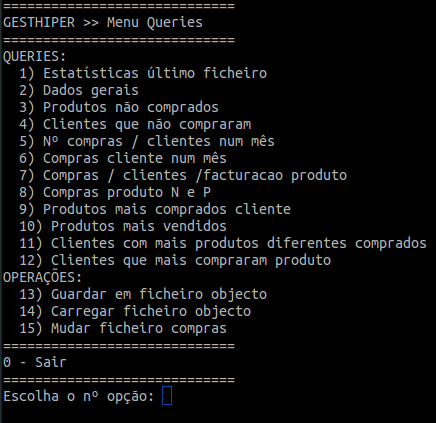 =============================
GESTHIPER >> Menu Queries
=============================
QUERIES:
1) Estatísticas último ficheiro
2) Dados gerais
3) Produtos não comprados
4) Clientes que não compraram
5) Nº compras / clientes num mês
6) Compras cliente num mês
7) Compras / clientes /facturacao produto
8) Compras produto N e P
9) Produtos mais comprados cliente
10) Produtos mais vendidos
11) Clientes com mais produtos diferentes comprados
12) Clientes que mais compraram produto
OPERAÇÕES:
13) Guardar em ficheiro objecto
14) Carregar ficheiro objecto
15) Mudar ficheiro compras
=============================
0 - Sair
=============================
Escolha o nº opção: